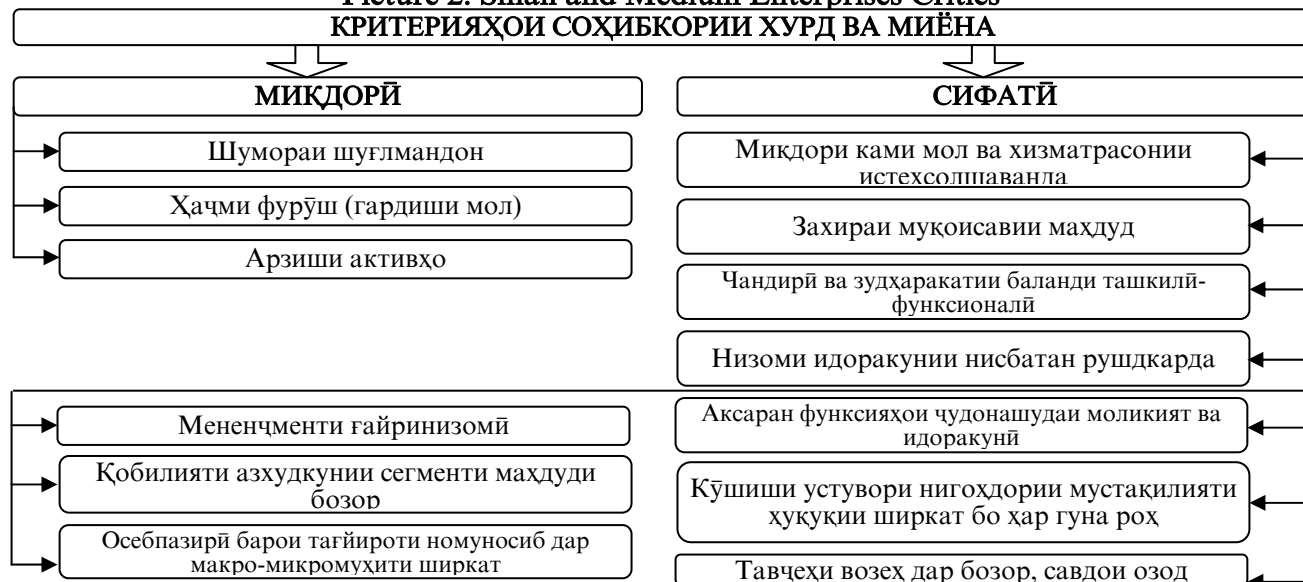 Picture 2. Small and Medium Enterprises Critics
КРИТЕРИЯҲОИ СОҲИБКОРИИ ХУРД ВА МИЁНА
МИҚДОРӢ
СИФАТӢ
Шумораи шуғлмандон
Ҳаҷми фурӯш (гардиши мол)
Арзиши активҳо
Миқдори ками мол ва хизматрасонии
истеҳсолшаванда
Захираи муқоисавии маҳдуд
Чандирӣ ва зудҳаракатии баланди ташкилӣ-
функсионалӣ
Низоми идоракунии нисбатан рушдкарда
Мененҷменти ғайринизомӣ
Қобилияти азхудкунии сегменти маҳдуди
бозор
Осебпазирӣ барои тағйироти номуносиб дар
макро-микромуҳити ширкат
Аксаран функсияҳои ҷудонашудаи моликият ва
идоракунӣ
Кӯшиши устувори нигоҳдории мустақилияти
ҳуқуқии ширкат бо ҳар гуна роҳ
Тавҷеҳи возеҳ дар бозор, савдои озод